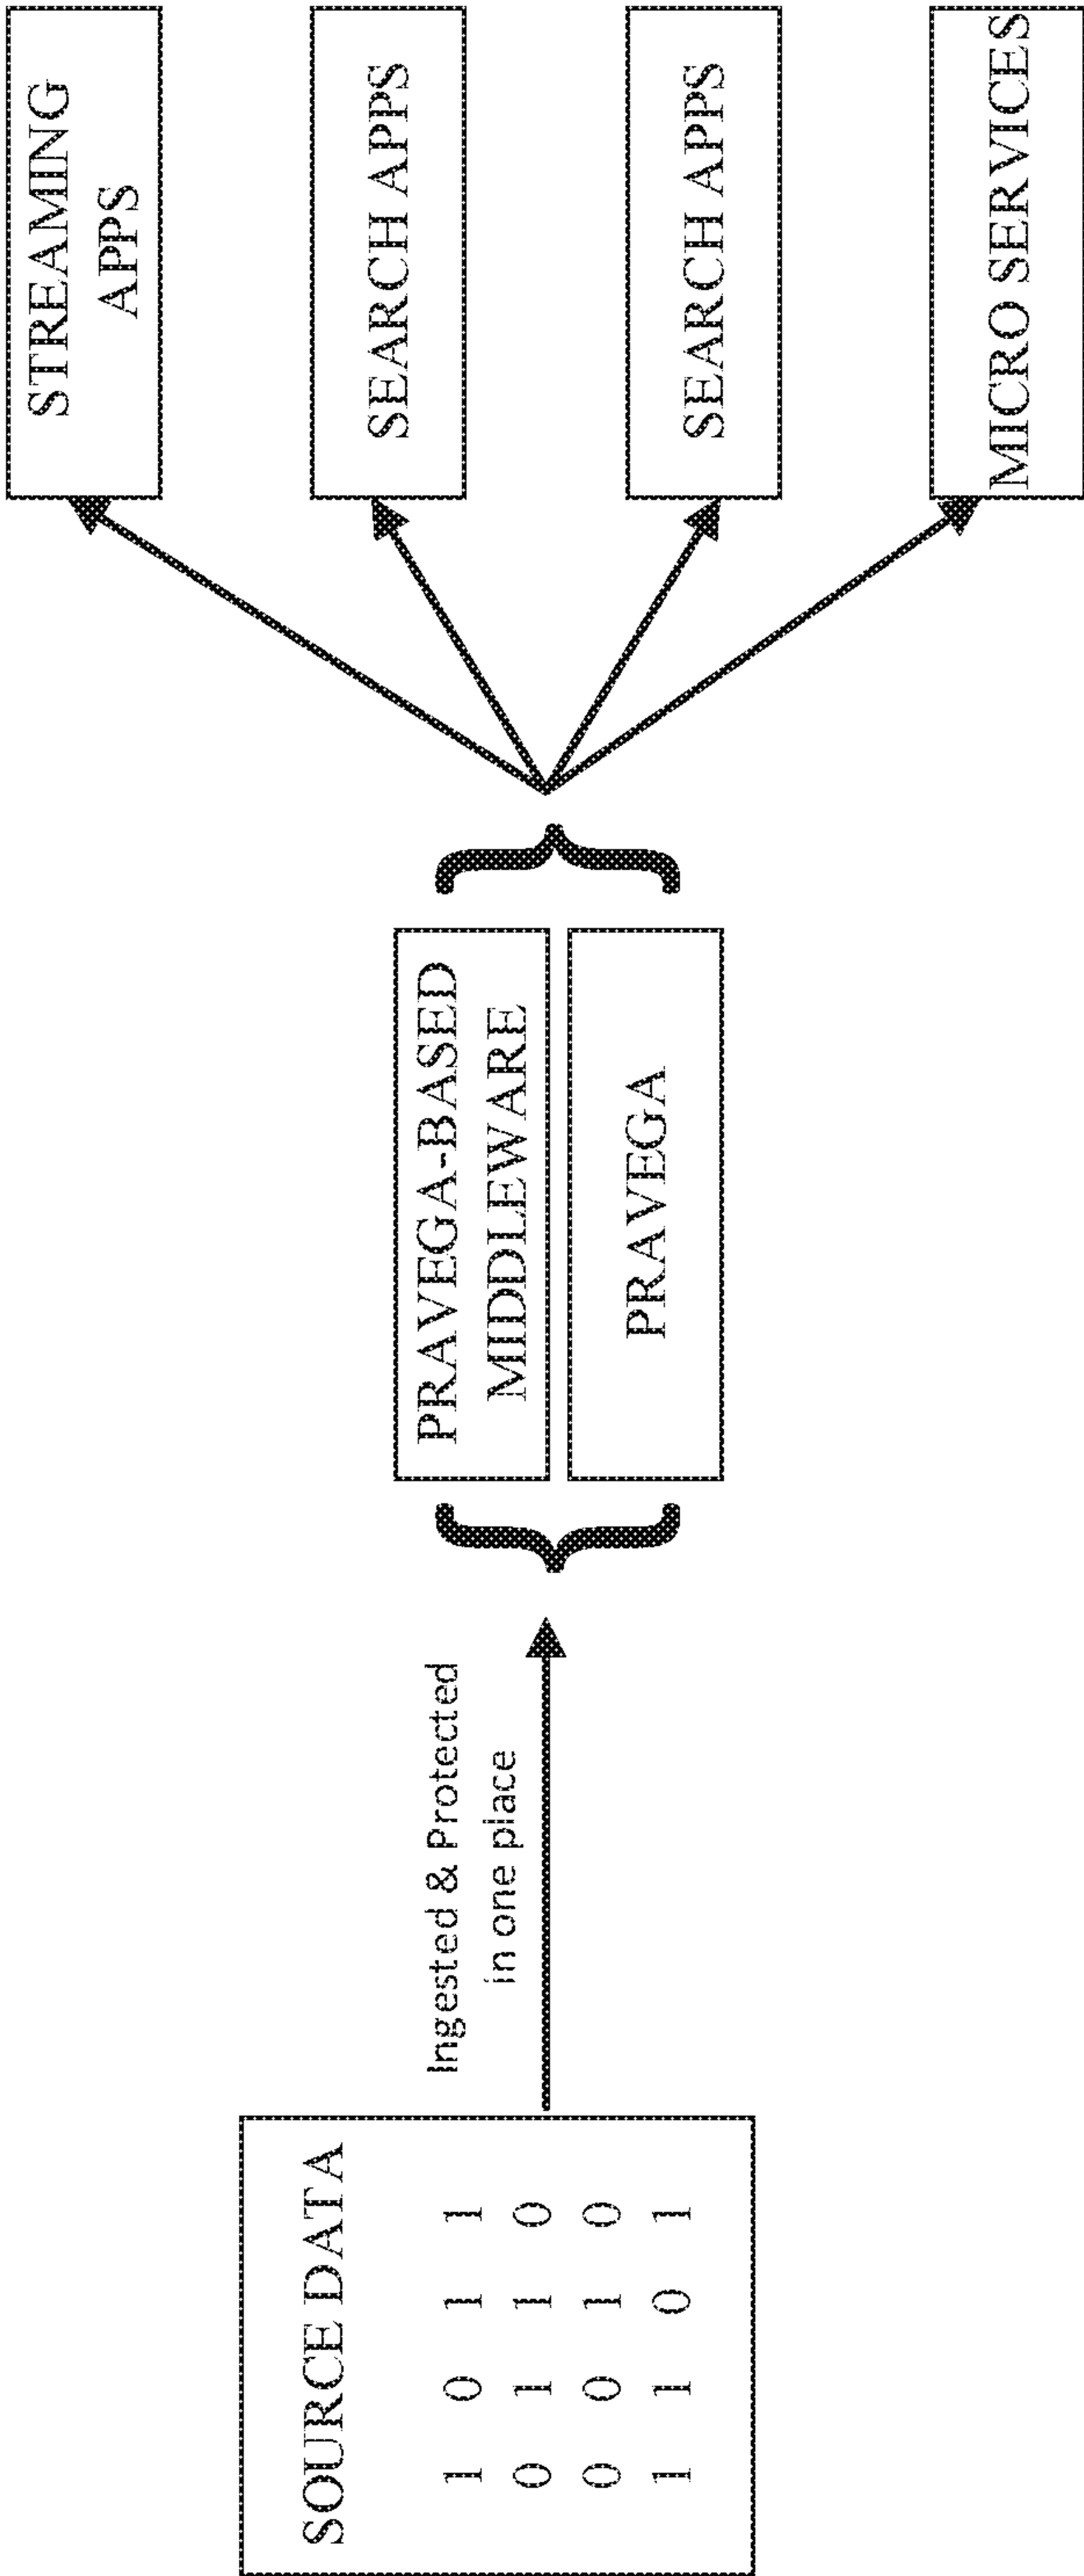 SOURCE DATA
1 0 1 1
0 1 1 0
0 0 1 0
1 1 0 1
Ingested & Protected
in one place
PRAVEGA-BASED
MIDDLEWARE
PRAVEGA
STREAMING
APPS
SEARCH APPS
SEARCH APPS
MICRO SERVICES